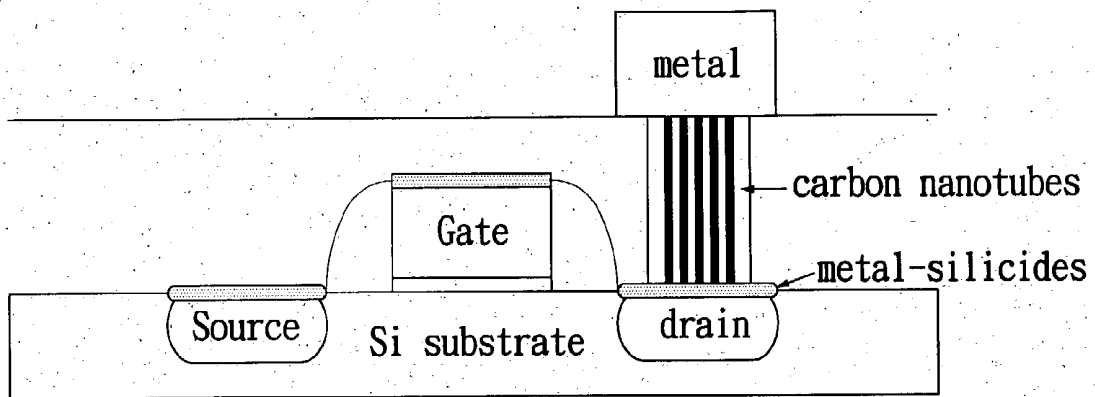 metal
carbon nanotubes
Gate
metal-silicides
Source
drain
Si substrate